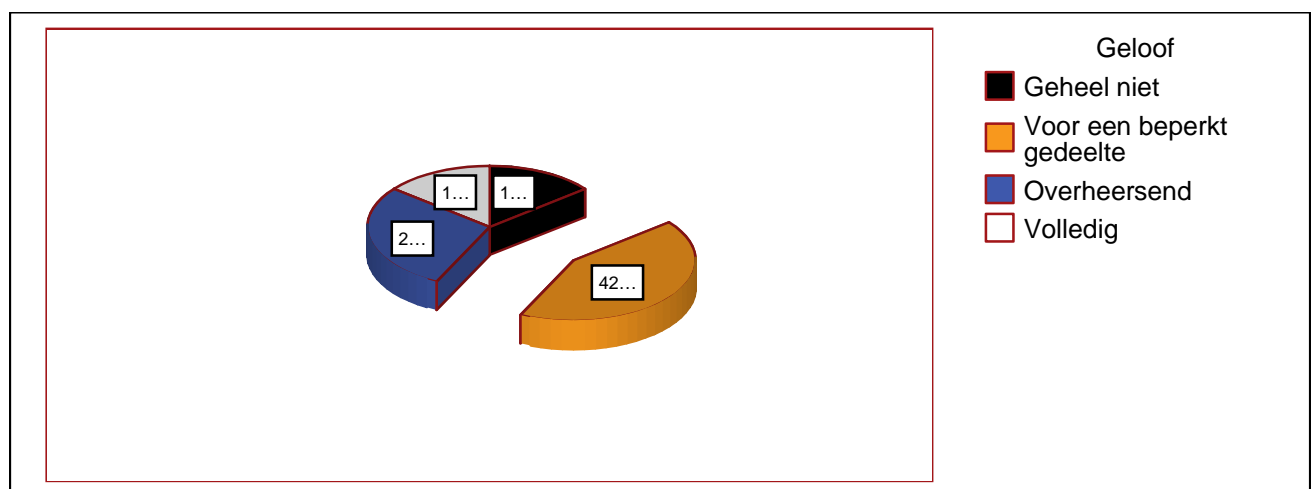 Geloof
Geheel niet
Voor een beperkt
gedeelte
Overheersend
Volledig
1...
1...
2...
42...